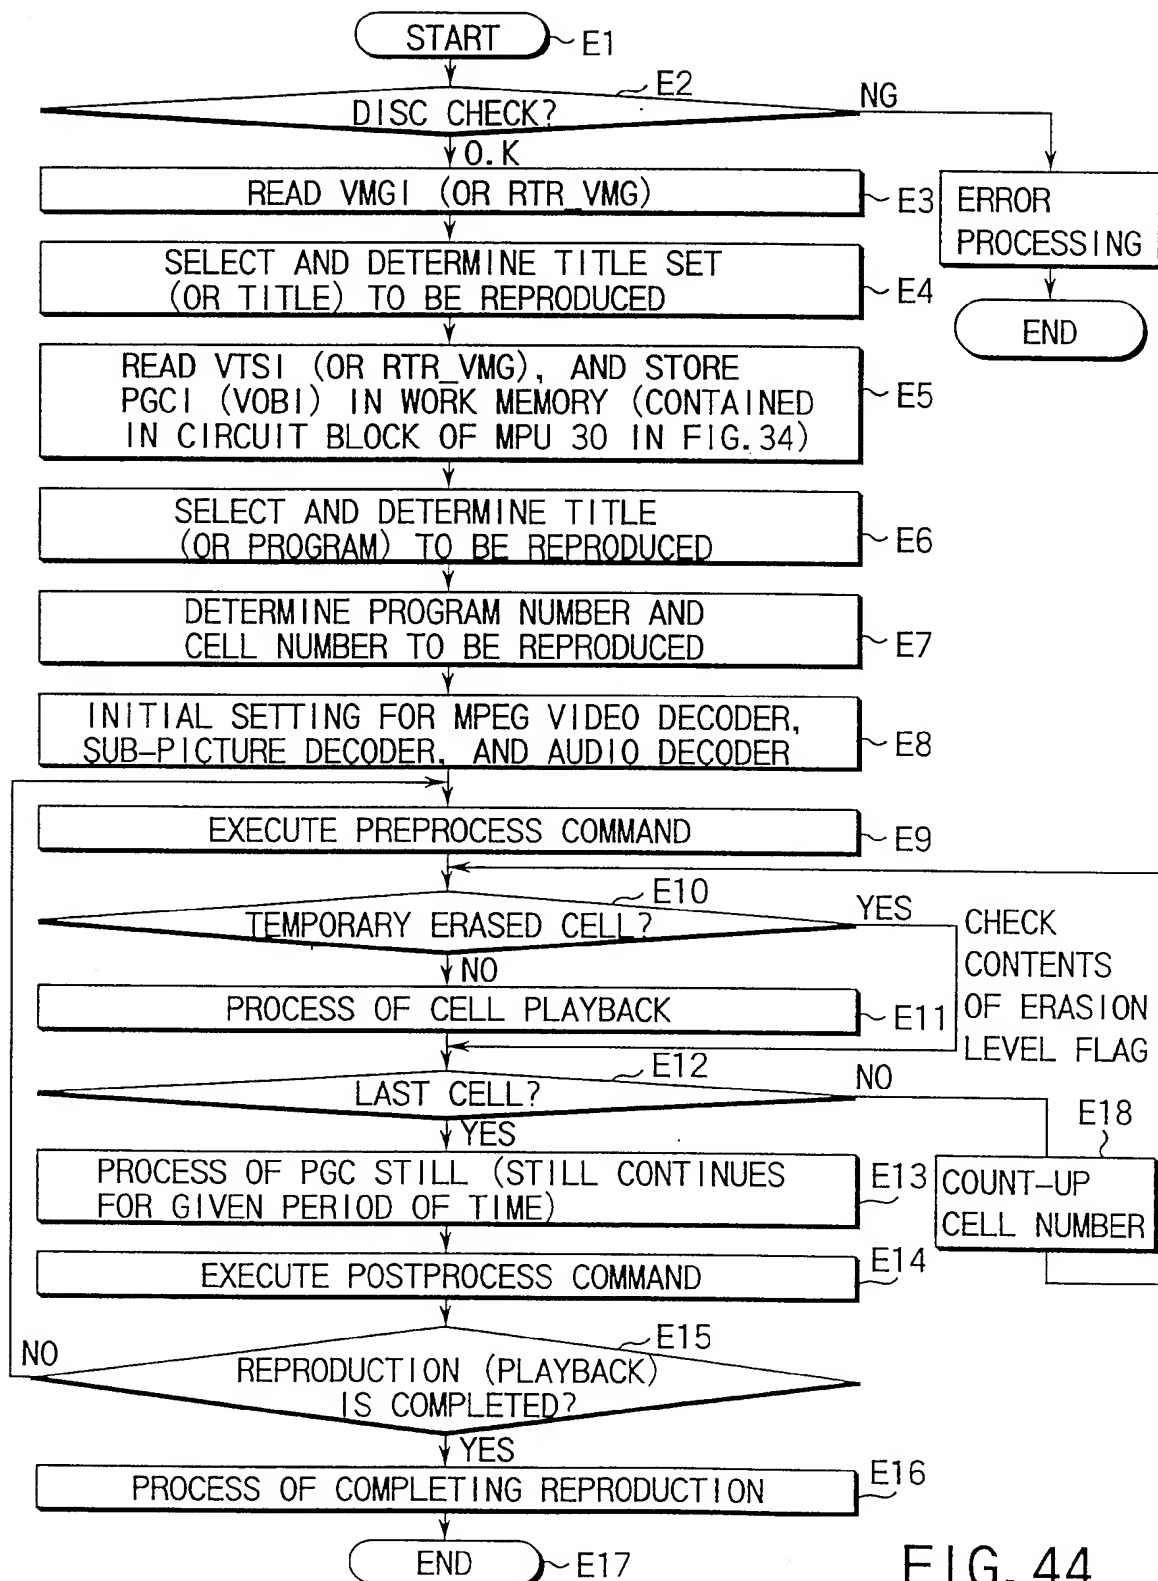 START
E1
E2
DISC CHECK?
NG
O.K
READ VMGI (OR RTR_VMG)
E3
ERROR
PROCESSING
END
SELECT AND DETERMINE TITLE SET
(OR TITLE) TO BE REPRODUCED
E4
READ VTSI (OR RTR_VMG), AND STORE
PGCI (VOBI) IN WORK MEMORY (CONTAINED
IN CIRCUIT BLOCK OF MPU 30 IN FIG.34)
E5
SELECT AND DETERMINE TITLE
(OR PROGRAM) TO BE REPRODUCED
E6
DETERMINE PROGRAM NUMBER AND
CELL NUMBER TO BE REPRODUCED
E7
INITIAL SETTING FOR MPEG VIDEO DECODER,
SUB-PICTURE DECODER, AND AUDIO DECODER
E8
EXECUTE PREPROCESS COMMAND
E9
E10
TEMPORARY ERASED CELL?
YES
CHECK
CONTENTS
OF ERASION
LEVEL FLAG
NO
PROCESS OF CELL PLAYBACK
E11
E12
LAST CELL?
NO
YES
E18
COUNT-UP
CELL NUMBER
PROCESS OF PGC STILL (STILL CONTINUES
FOR GIVEN PERIOD OF TIME)
E13
EXECUTE POSTPROCESS COMMAND
E14
E15
NO
REPRODUCTION (PLAYBACK)
IS COMPLETED?
YES
PROCESS OF COMPLETING REPRODUCTION
E16
END
E17
FIG. 44